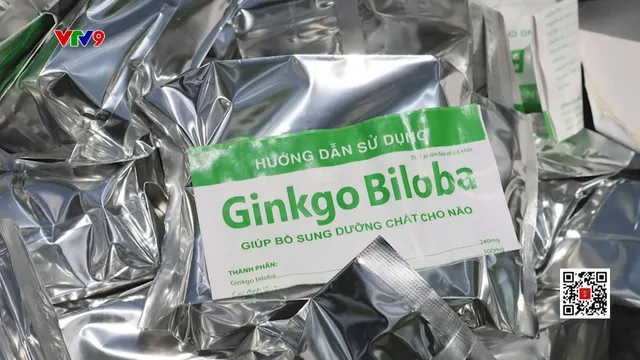 VTV9
HƯỚNG DẪN SỬ DỤNG
Ginkgo Biloba
GIÚP BỔ SUNG DƯỠNG CHẤT CHO NÃO
THÀNH PHẦN:
240mg
Ginkgo biloba
100mg